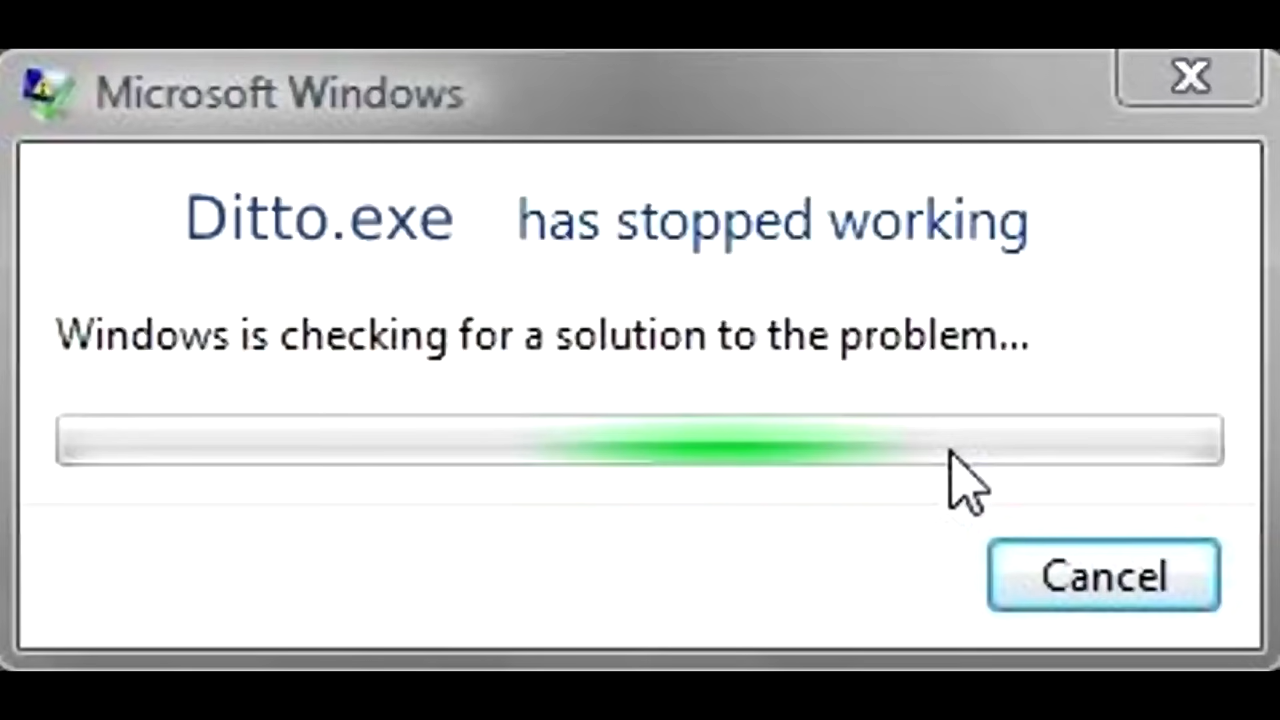 Microsoft Windows
Ditto.exe has stopped working
Windows is checking for a solution to the problem...
Cancel